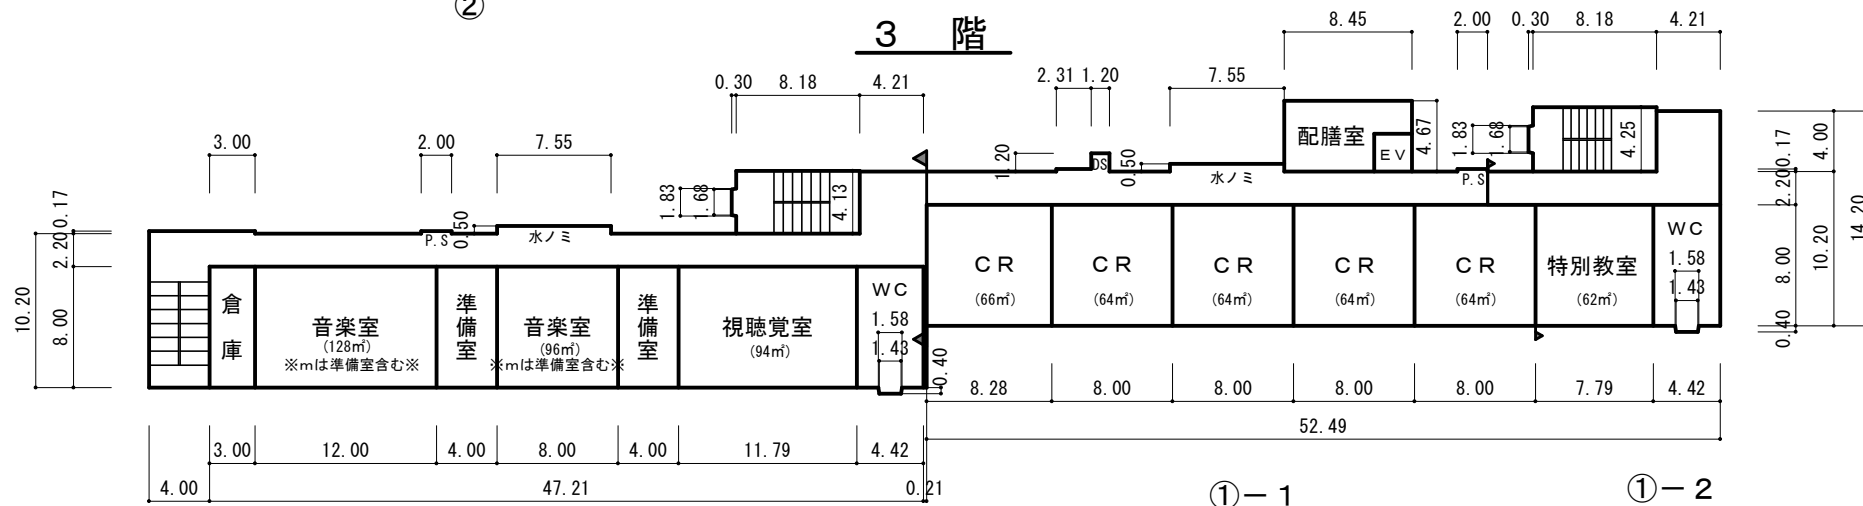 ②
3 階
8.45 2.00 0.30 8.18 4.21
0.30 8.18 4.21 2.31 1.20 7.55
3.00 2.00 7.55
配膳室
EV
4.67
1.83 1.68
4.25
0.17 4.00
2.20
8.00 10.20 14.20
0.40
1.20
DS
0.50
水ノミ
P.S
1.83 1.68
4.13
0.17
2.20
10.20
8.00
P.S
0.50
水ノミ
CR
(66㎡)
CR
(64㎡)
CR
(64㎡)
CR
(64㎡)
CR
(64㎡)
特別教室
(62㎡)
WC
1.58
1.43
倉庫
音楽室
(128㎡)
※mは準備室含む※
準備室
音楽室
(96㎡)
※mは準備室含む※
準備室
視聴覚室
(94㎡)
WC
1.58
1.43
0.40
8.28 8.00 8.00 8.00 8.00 7.79 4.42
52.49
3.00 12.00 4.00 8.00 4.00 11.79 4.42
4.00 47.21 0.21
①－1
①－2